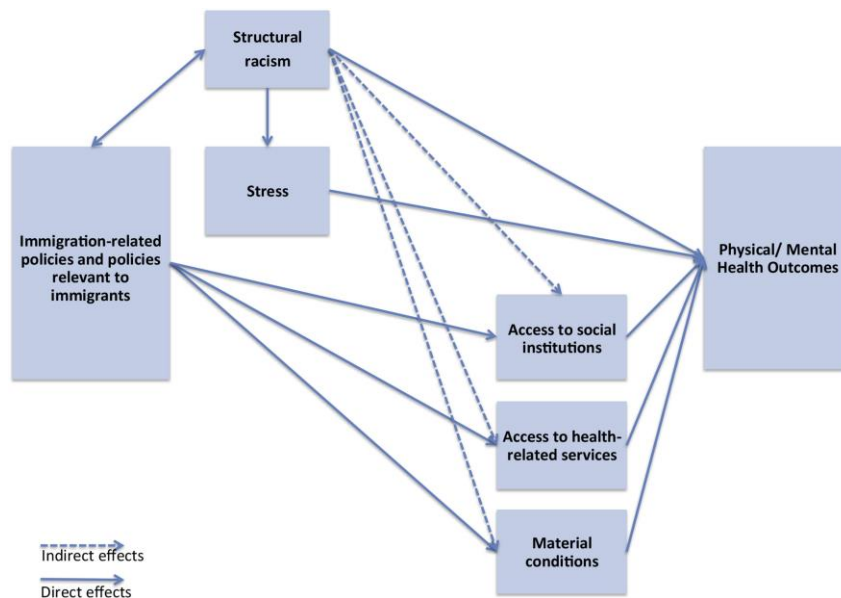 Structural
racism
Stress
Immigration-related
policies and policies
relevant to
immigrants
Physical/ Mental
Health Outcomes
Access to social
institutions
Access to health-
related services
Material
conditions
Indirect effects
Direct effects